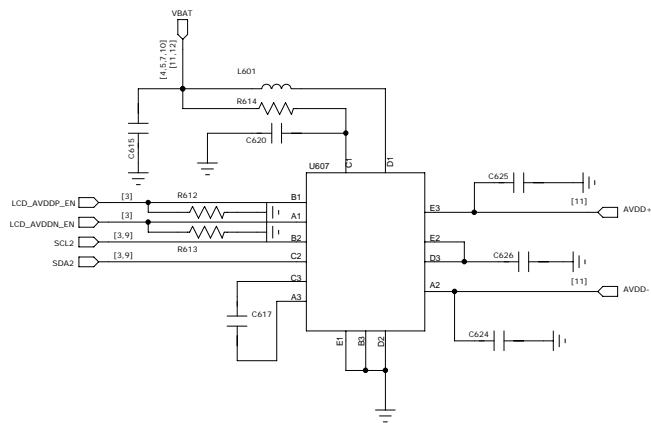 VBAT
[4,5,7,10]
[11,12]
L601
R614
C615
C620
C1
D1
U607
C625
LCD_AVDDP_EN
[3]
R612
B1
E3
[11]
AVDD+
LCD_AVDDN_EN
[3]
A1
SCL2
[3,9]
R613
B2
E2
SDA2
[3,9]
C2
D3
C626
C3
A2
[11]
AVDD-
A3
C617
E1
B3
D2
C624